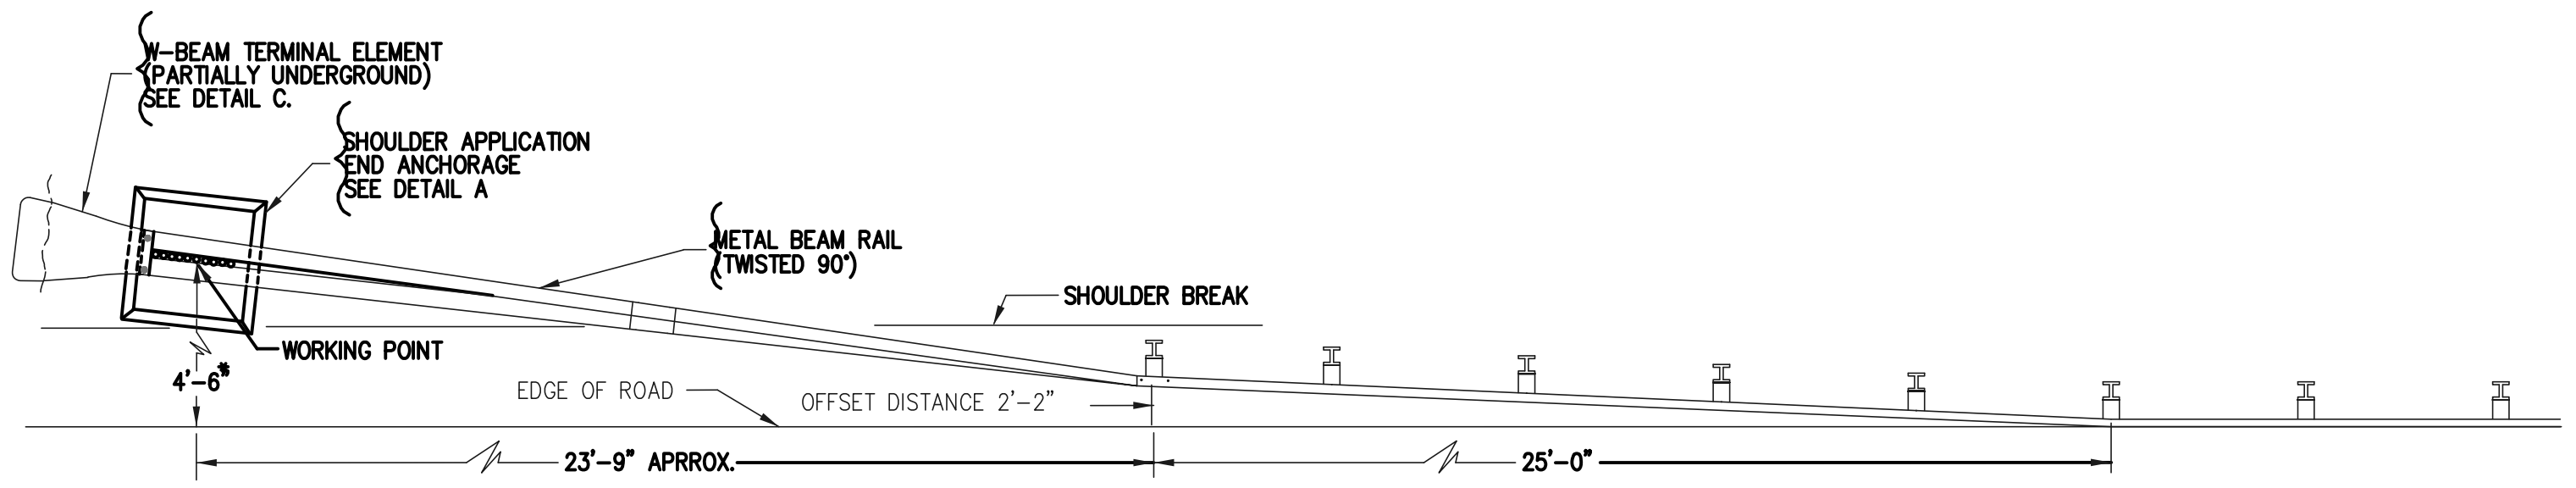 W-BEAM TERMINAL ELEMENT
(PARTIALLY UNDERGROUND)
SEE DETAIL C.
SHOULDER APPLICATION
END ANCHORAGE
SEE DETAIL A
METAL BEAM RAIL
(TWISTED 90°)
SHOULDER BREAK
WORKING POINT
4'-6"*
EDGE OF ROAD
OFFSET DISTANCE 2'-2"
23'-9" APRROX.
25'-0"